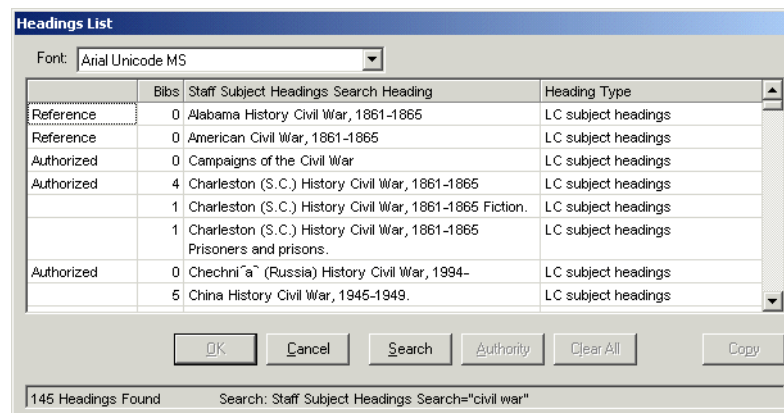 Headings List
Font: Arial Unicode MS
Bibs Staff Subject Headings Search Heading Heading Type
Reference 0 Alabama History Civil War, 1861-1865 LC subject headings
Reference 0 American Civil War, 1861-1865 LC subject headings
Authorized 0 Campaigns of the Civil War LC subject headings
Authorized 4 Charleston (S.C.) History Civil War, 1861-1865 LC subject headings
1 Charleston (S.C.) History Civil War, 1861-1865 Fiction. LC subject headings
1 Charleston (S.C.) History Civil War, 1861-1865 LC subject headings
Prisoners and prisons.
Authorized 0 Chechni︠a︡ (Russia) History Civil War, 1994- LC subject headings
5 China History Civil War, 1945-1949. LC subject headings
OK Cancel Search Authority Clear All Copy
145 Headings Found Search: Staff Subject Headings Search="civil war"